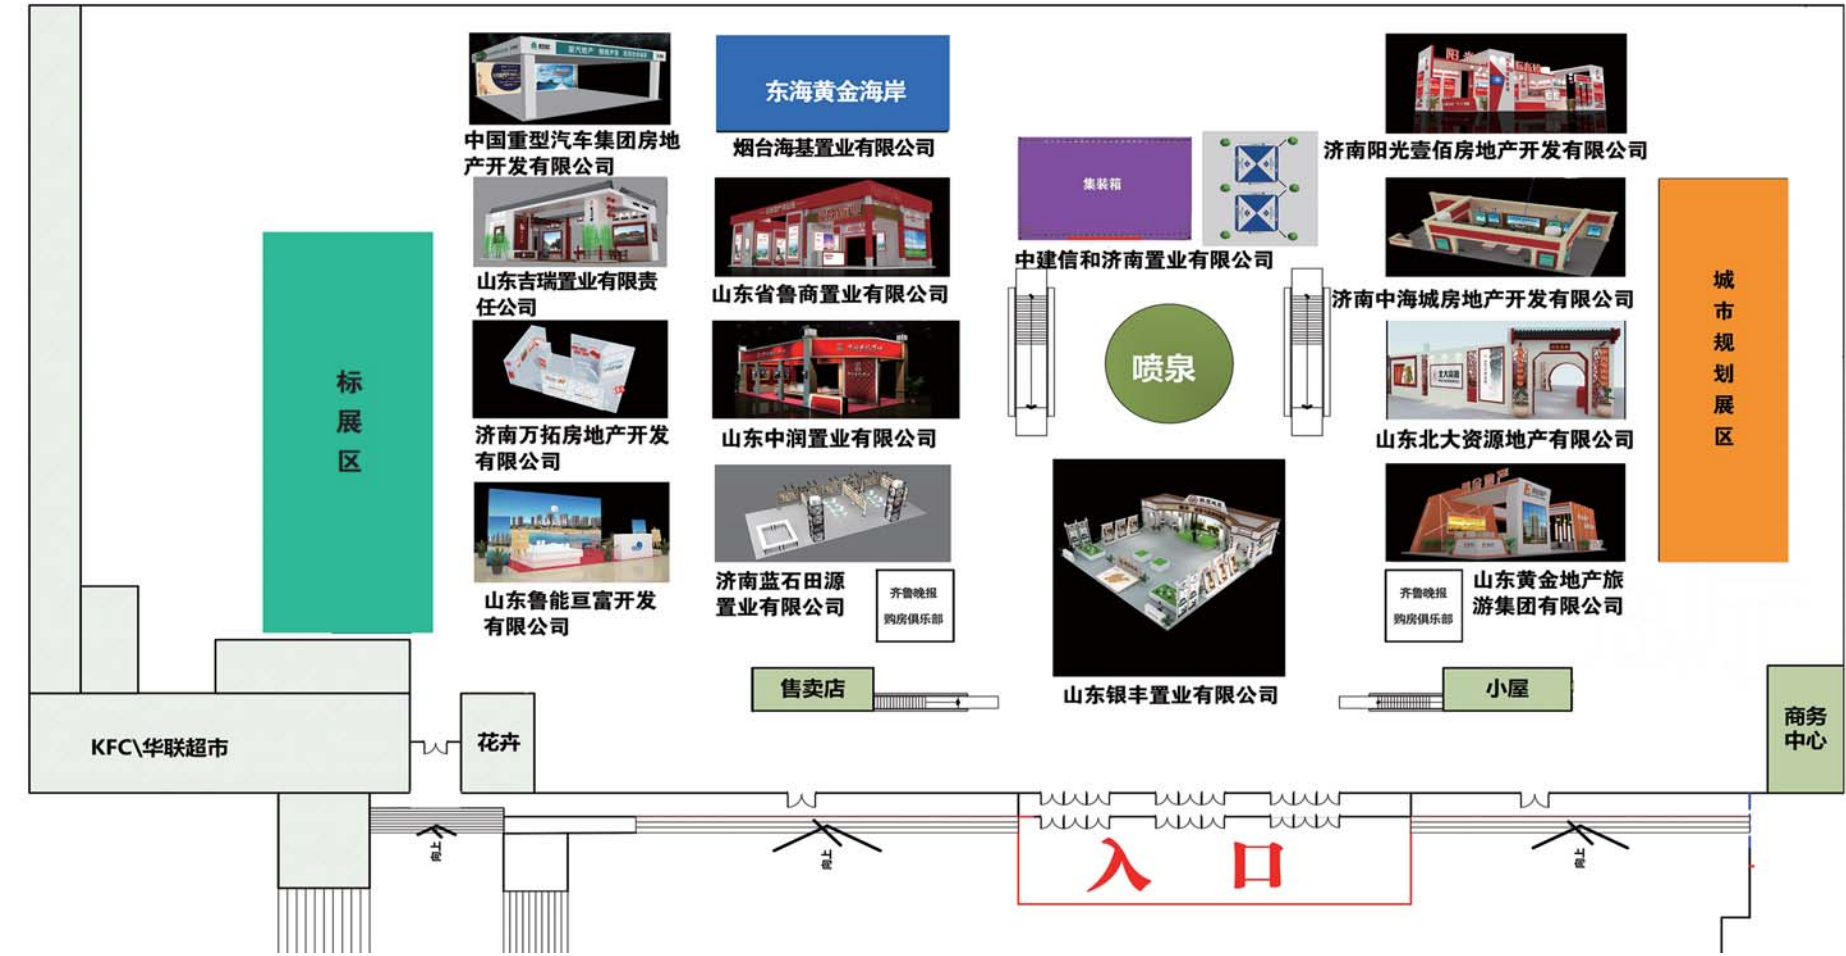 中国重型汽车集团房地
产开发有限公司
东海黄金海岸
烟台海基置业有限公司
集装箱
中建信和济南置业有限公司
济南阳光壹佰房地产开发有限公司
山东吉瑞置业有限责
任公司
山东省鲁商置业有限公司
济南中海城房地产开发有限公司
标
展
区
城
市
规
划
展
区
喷泉
济南万拓房地产开发
有限公司
山东中润置业有限公司
山东北大资源地产有限公司
山东鲁能亘富开发
有限公司
济南蓝石田源
置业有限公司
齐鲁晚报
购房俱乐部
山东银丰置业有限公司
齐鲁晚报
购房俱乐部
山东黄金地产旅
游集团有限公司
售卖店
小屋
商务
中心
KFC\华联超市
花卉
向上
向上
向上
入口